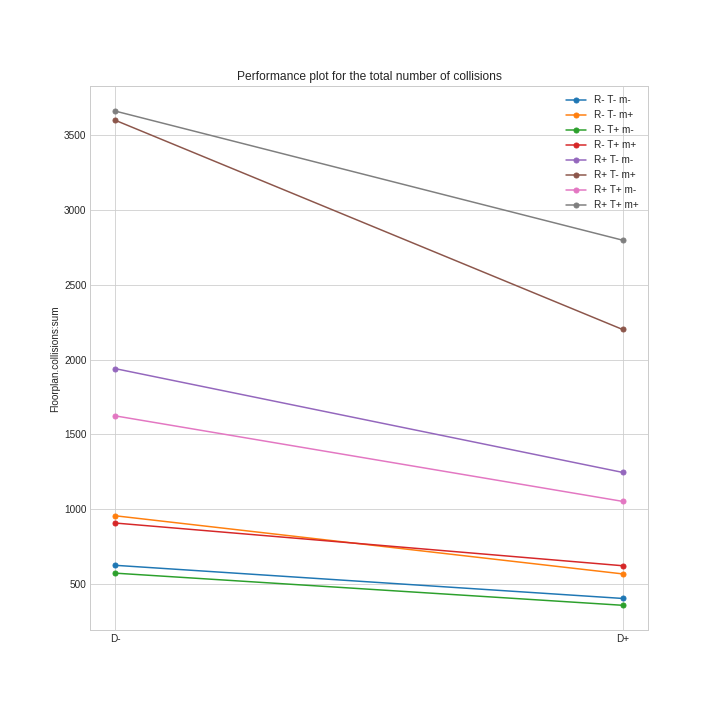 Performance plot for the total number of collisions
R- T- m-
R- T- m+
R- T+ m-
R- T+ m+
R+ T- m-
R+ T- m+
R+ T+ m-
R+ T+ m+
3500
3000
2500
2000
1500
1000
500
Floorplan.collisions:sum
D-
D+